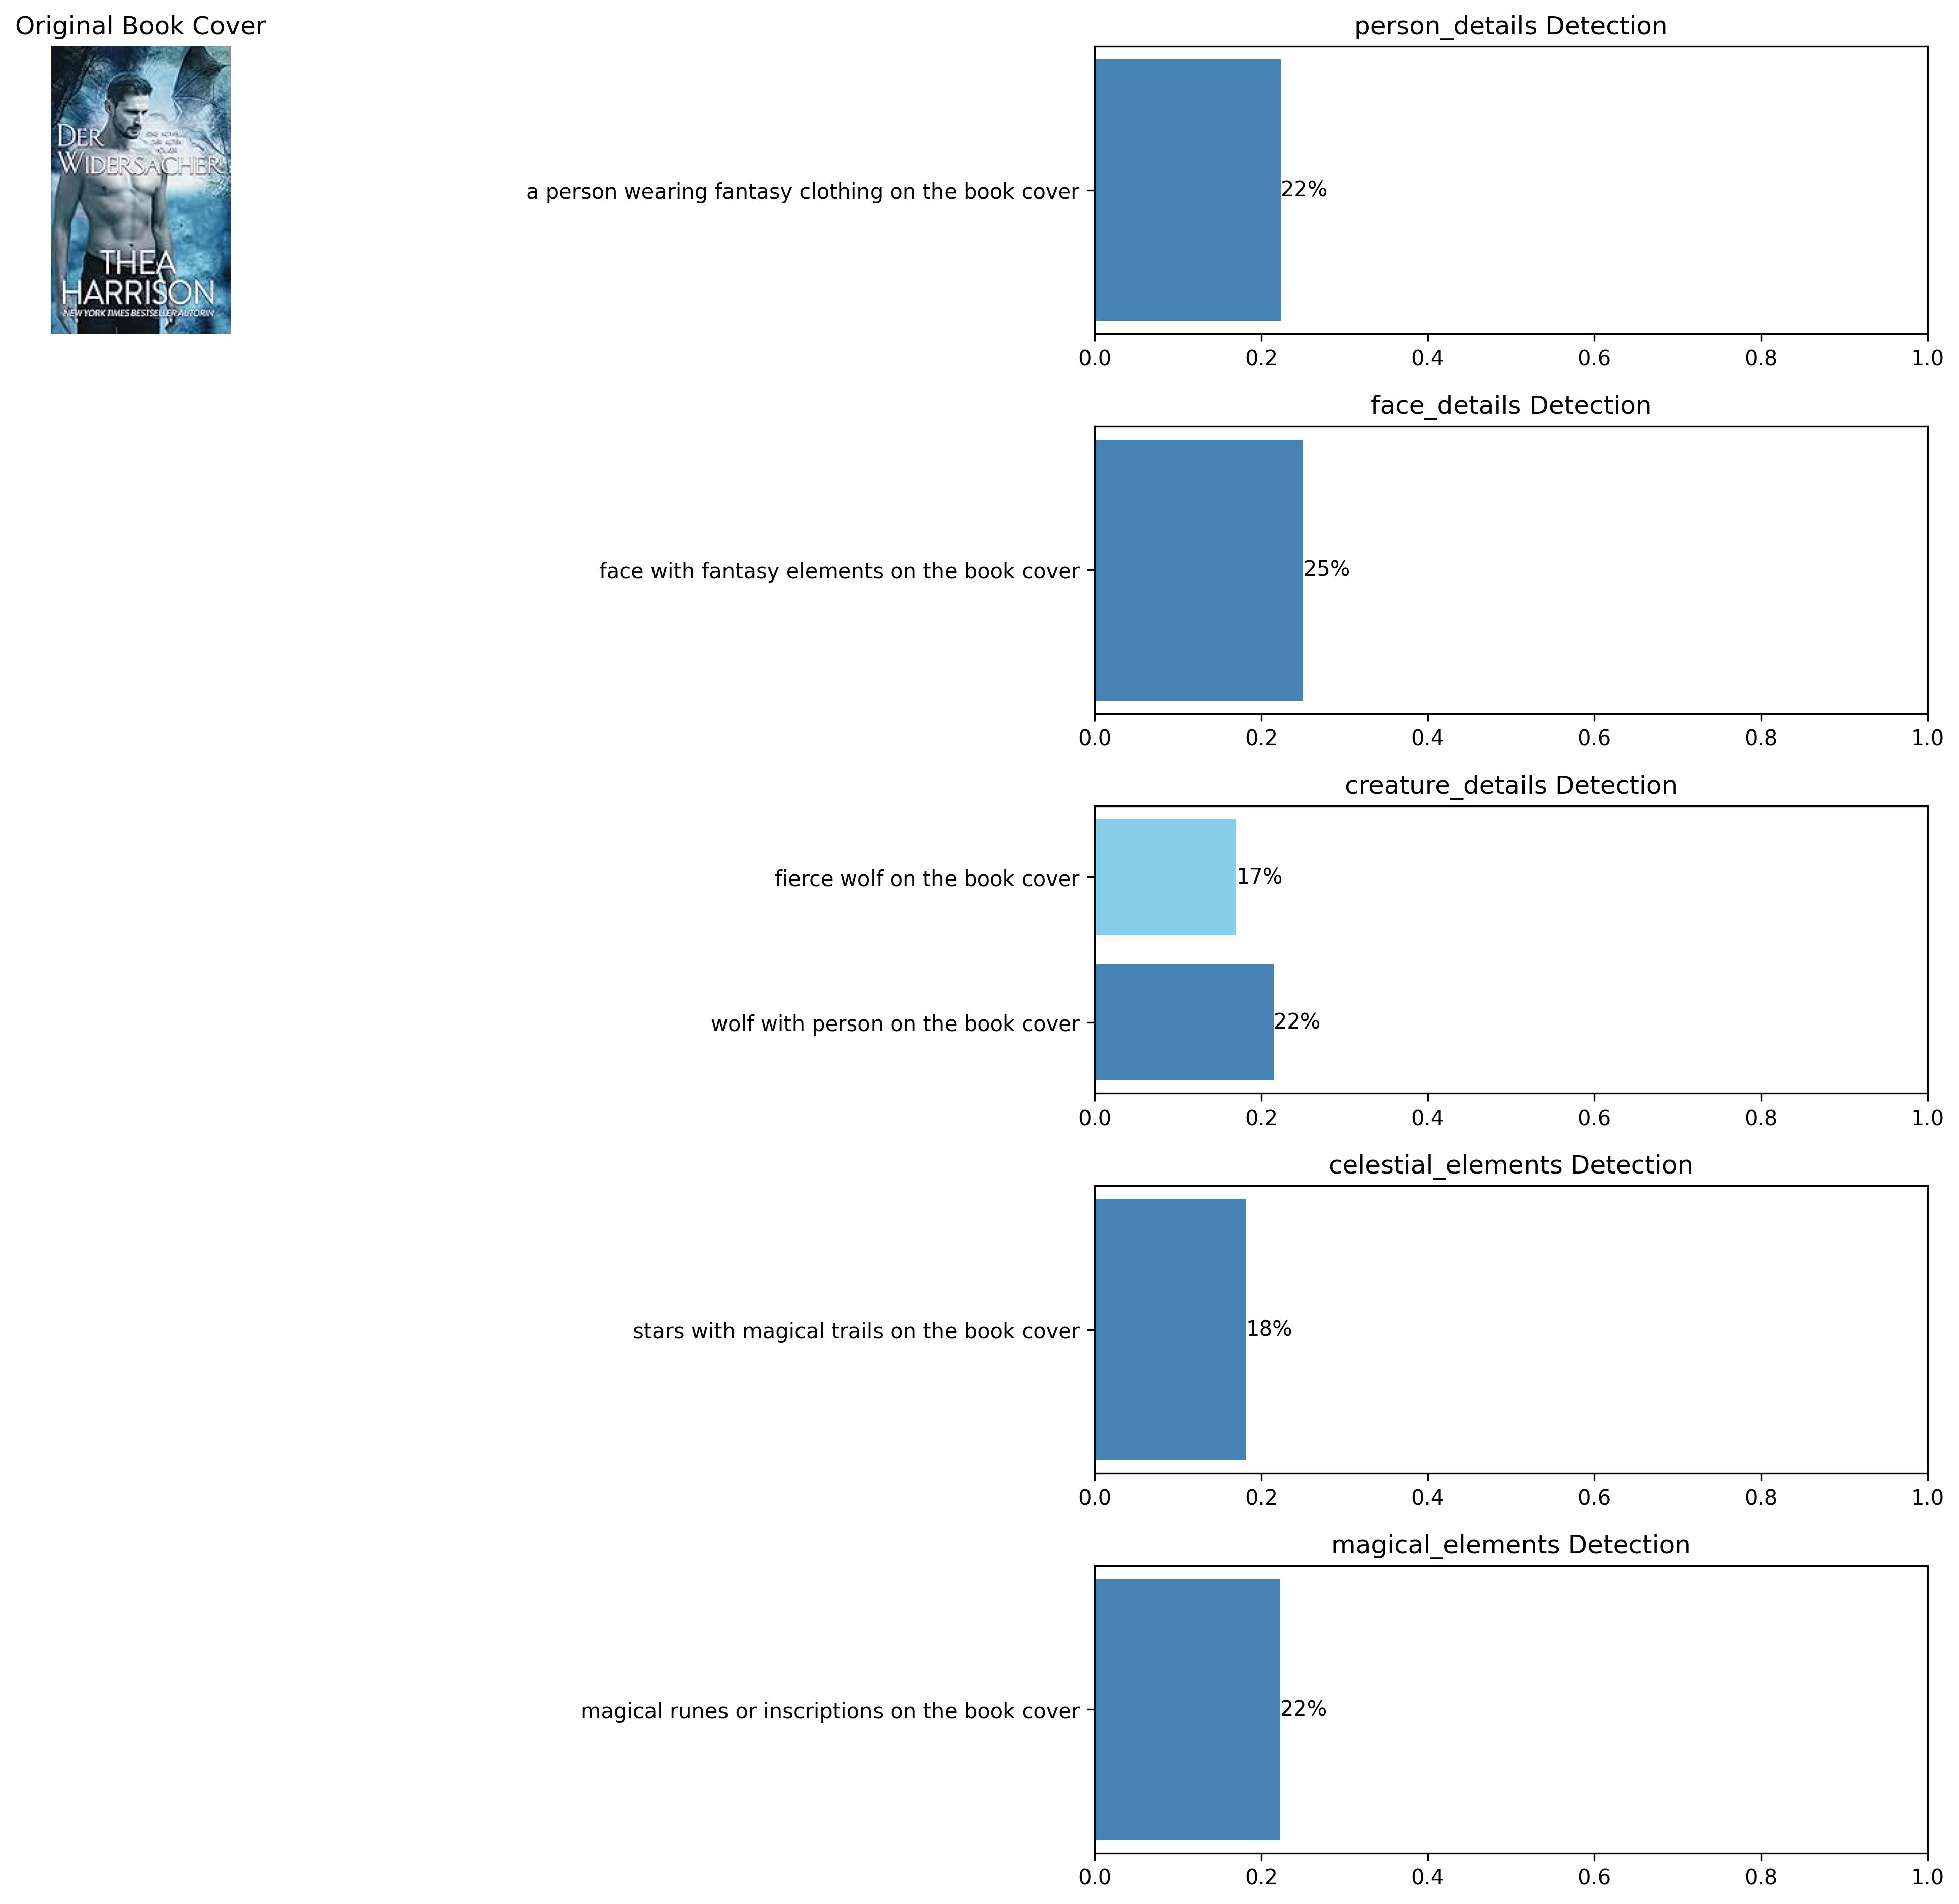 Original Book Cover
DER
EINE NOVELLE
DER ALTEN
VÖLKER
WIDERSACHER
THEA
HARRISON
NEW YORK TIMES BESTSELLER AUTORIN
person_details Detection
a person wearing fantasy clothing on the book cover
22%
0.0 0.2 0.4 0.6 0.8 1.0
face_details Detection
face with fantasy elements on the book cover
25%
0.0 0.2 0.4 0.6 0.8 1.0
creature_details Detection
fierce wolf on the book cover
17%
wolf with person on the book cover
22%
0.0 0.2 0.4 0.6 0.8 1.0
celestial_elements Detection
stars with magical trails on the book cover
18%
0.0 0.2 0.4 0.6 0.8 1.0
magical_elements Detection
magical runes or inscriptions on the book cover
22%
0.0 0.2 0.4 0.6 0.8 1.0